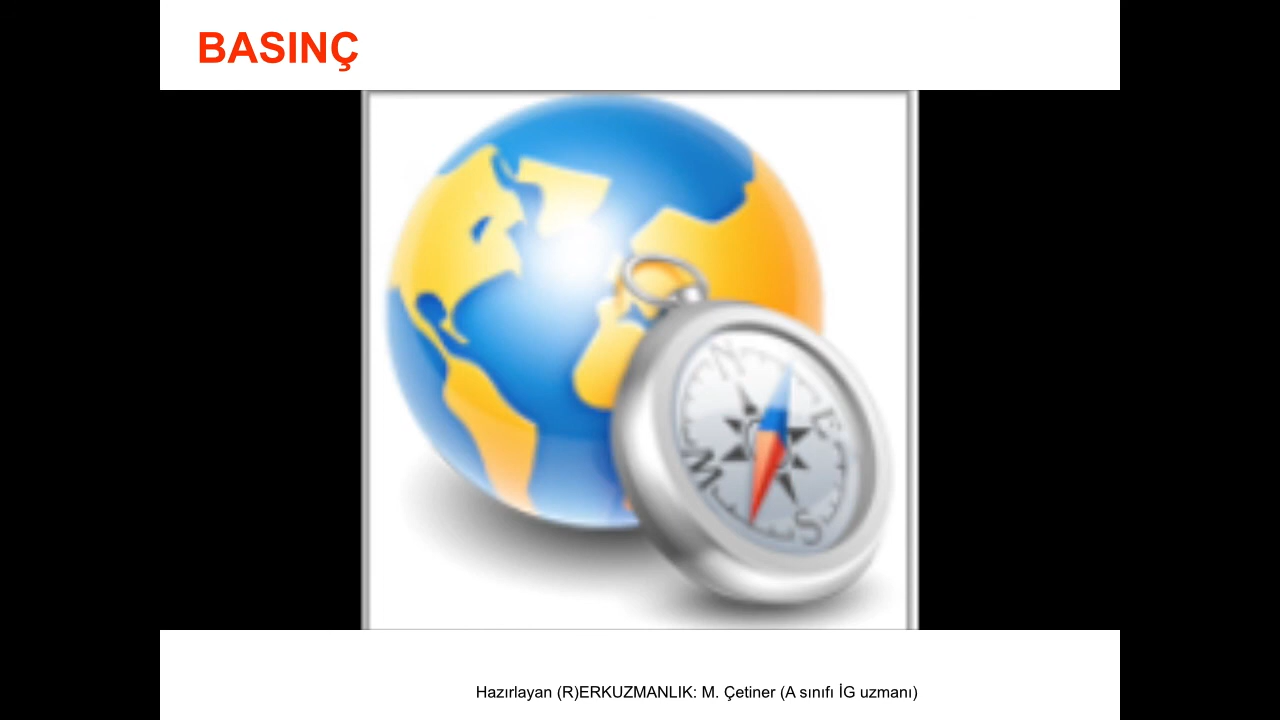 BASINÇ
N
E
W
S
Hazırlayan (R)ERKUZMANLIK: M. Çetiner (A sınıfı İG uzmanı)